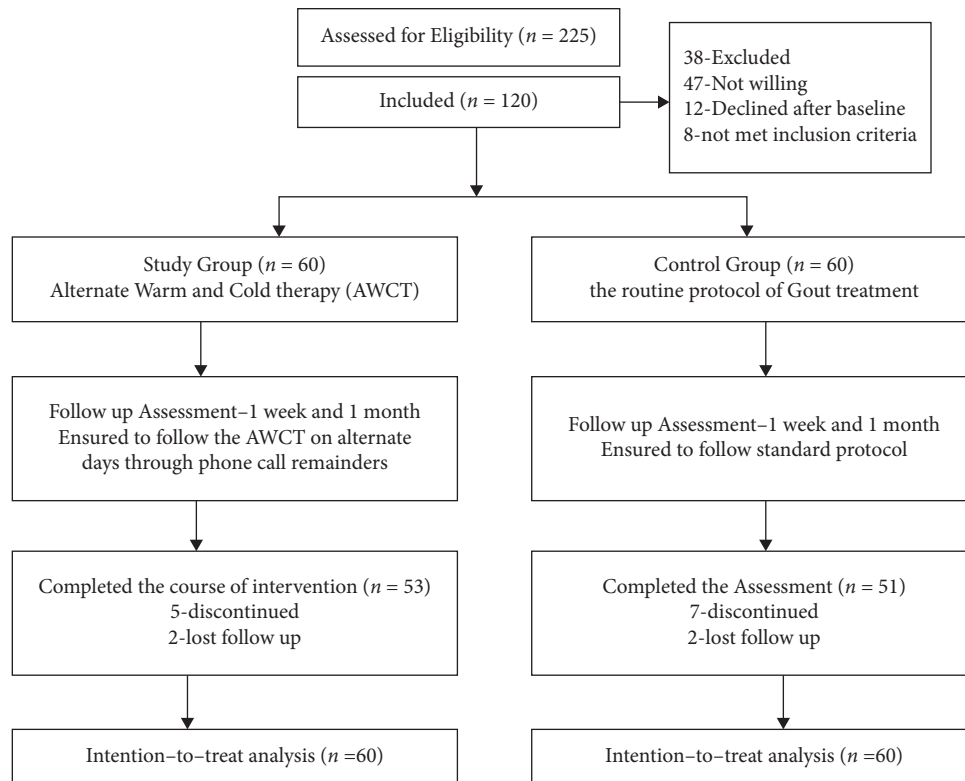 Assessed for Eligibility (n = 225)
Included (n = 120)
38-Excluded
47-Not willing
12-Declined after baseline
8-not met inclusion criteria
Study Group (n = 60)
Alternate Warm and Cold therapy (AWCT)
Control Group (n = 60)
the routine protocol of Gout treatment
Follow up Assessment–1 week and 1 month
Ensured to follow the AWCT on alternate
days through phone call remainders
Follow up Assessment–1 week and 1 month
Ensured to follow standard protocol
Completed the course of intervention (n = 53)
5-discontinued
2-lost follow up
Completed the Assessment (n = 51)
7-discontinued
2-lost follow up
Intention–to–treat analysis (n =60)
Intention–to–treat analysis (n =60)